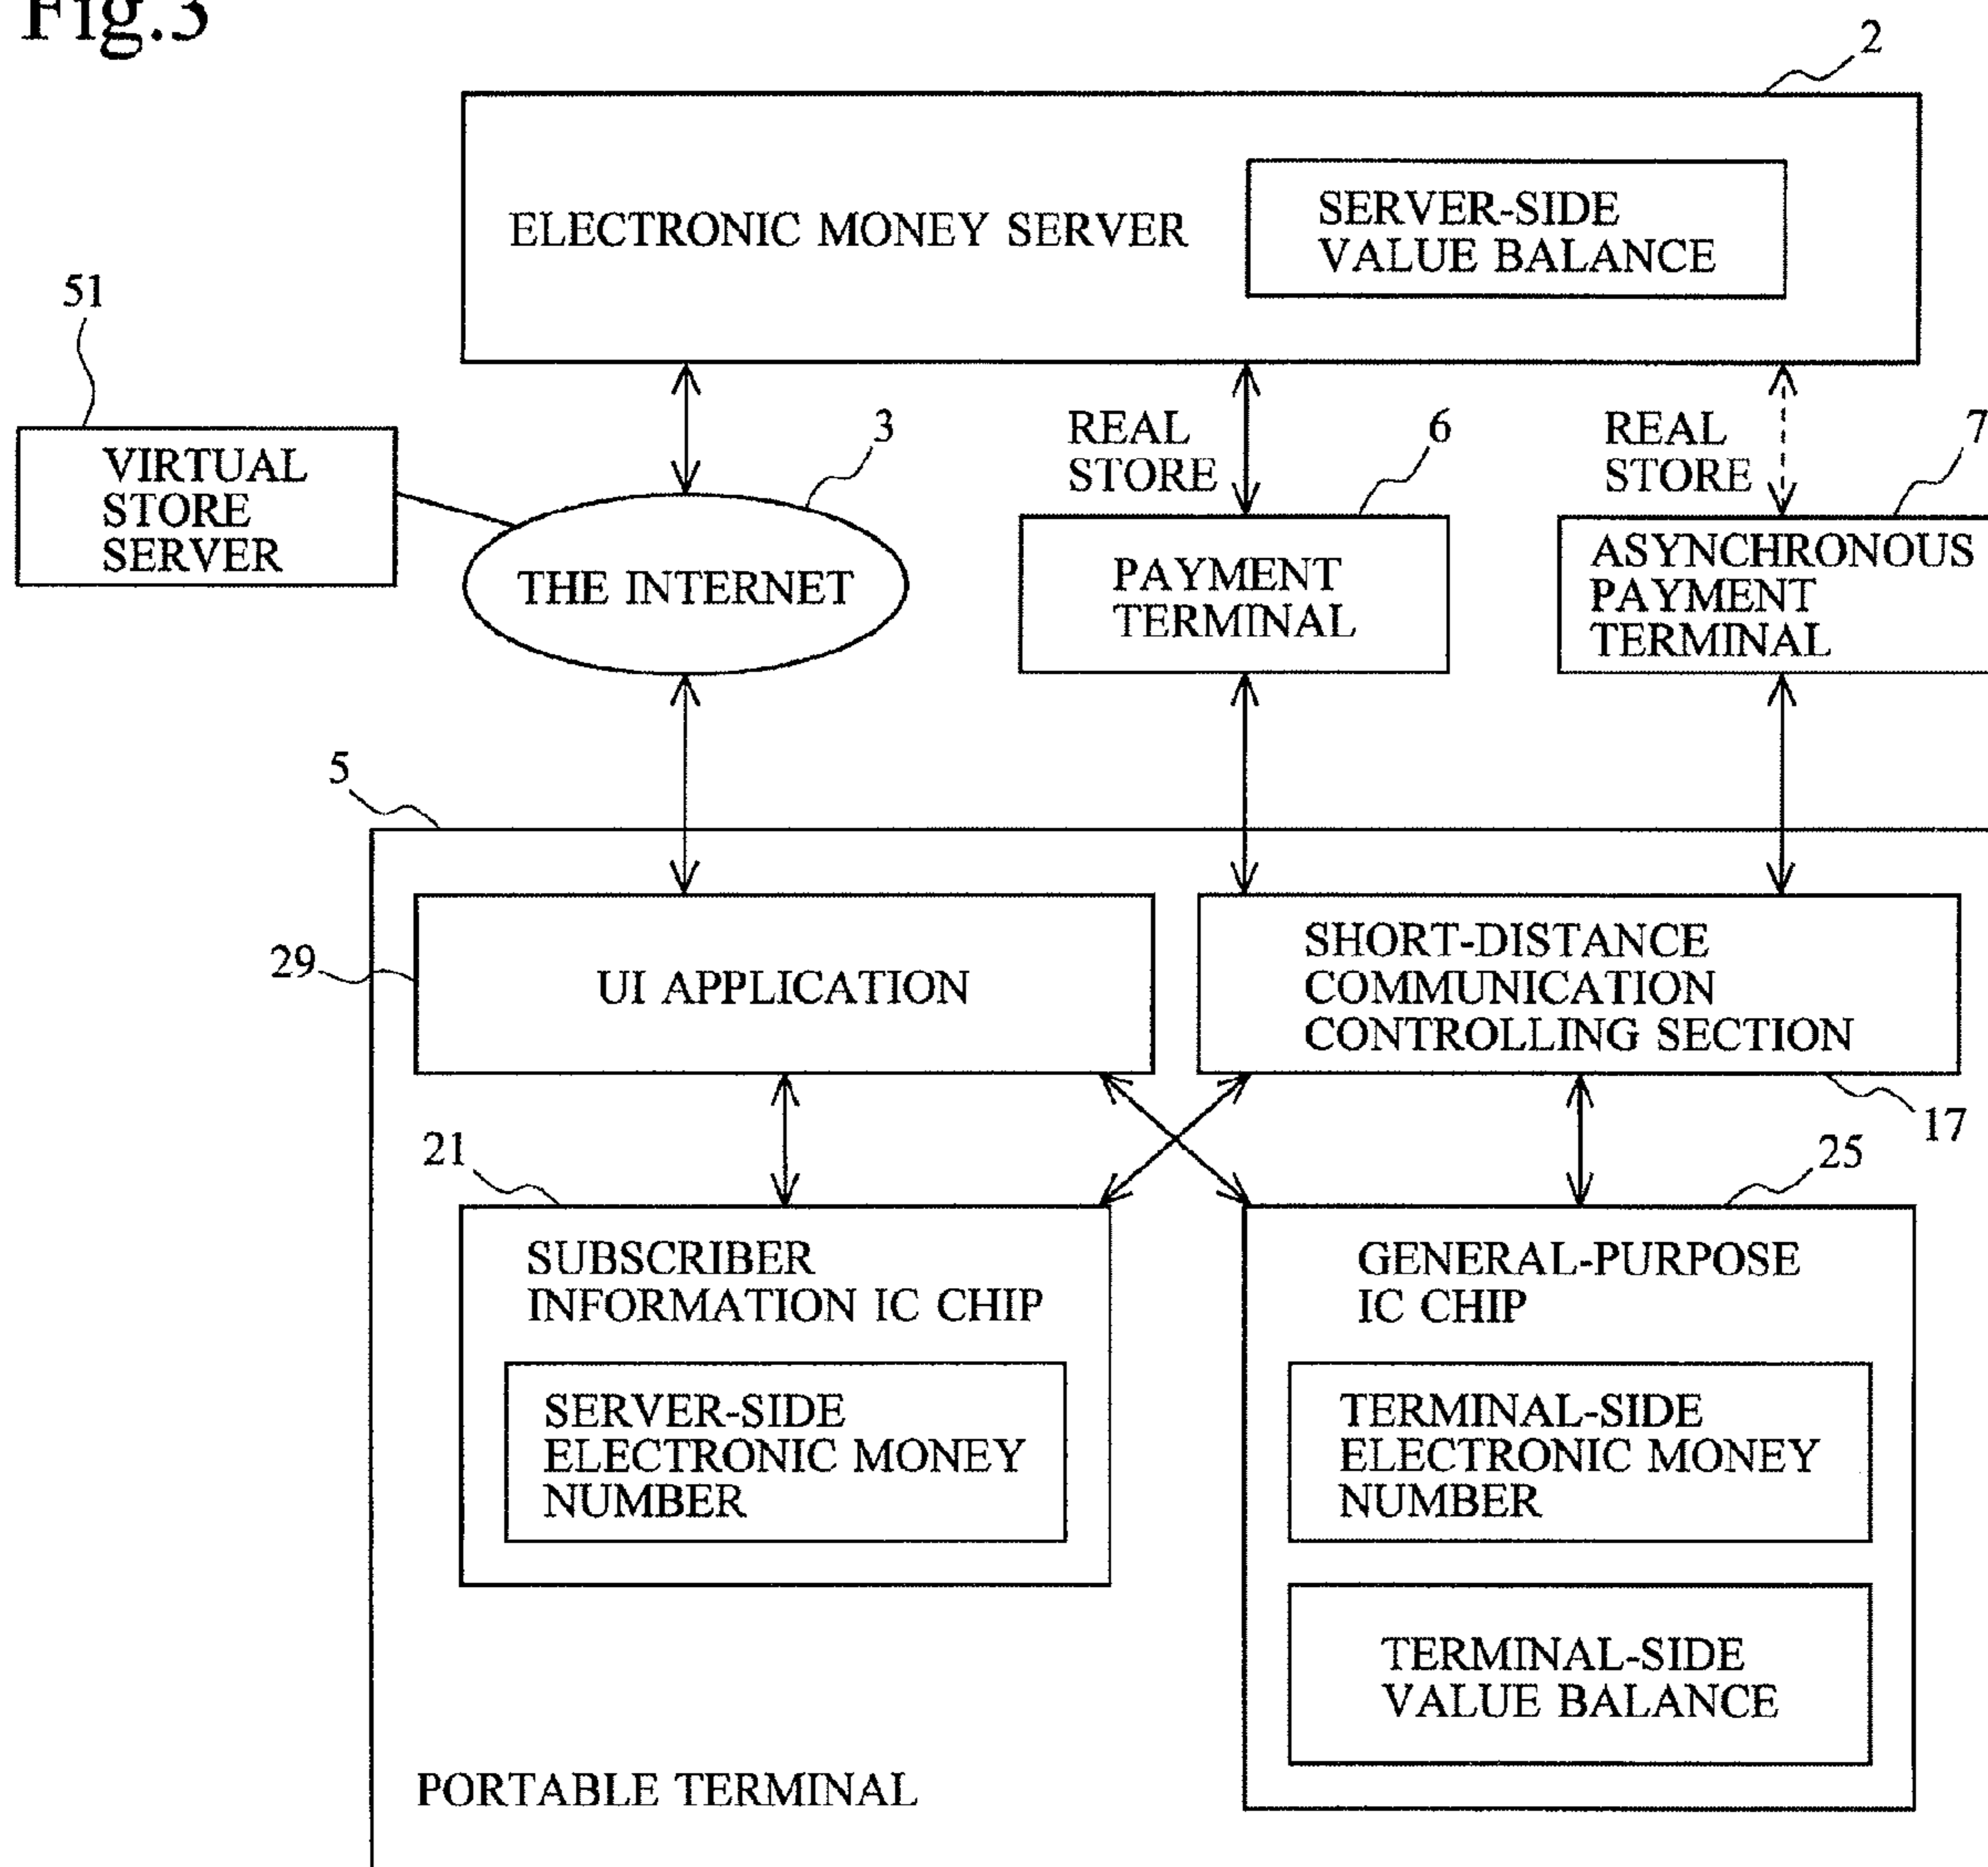 Fig.3
2
ELECTRONIC MONEY SERVER
SERVER-SIDE
VALUE BALANCE
51
VIRTUAL
STORE
SERVER
3
THE INTERNET
REAL
STORE
6
PAYMENT
TERMINAL
REAL
STORE
7
ASYNCHRONOUS
PAYMENT
TERMINAL
5
29
UI APPLICATION
SHORT-DISTANCE
COMMUNICATION
CONTROLLING SECTION
17
21
SUBSCRIBER
INFORMATION IC CHIP
SERVER-SIDE
ELECTRONIC MONEY
NUMBER
25
GENERAL-PURPOSE
IC CHIP
TERMINAL-SIDE
ELECTRONIC MONEY
NUMBER
TERMINAL-SIDE
VALUE BALANCE
PORTABLE TERMINAL